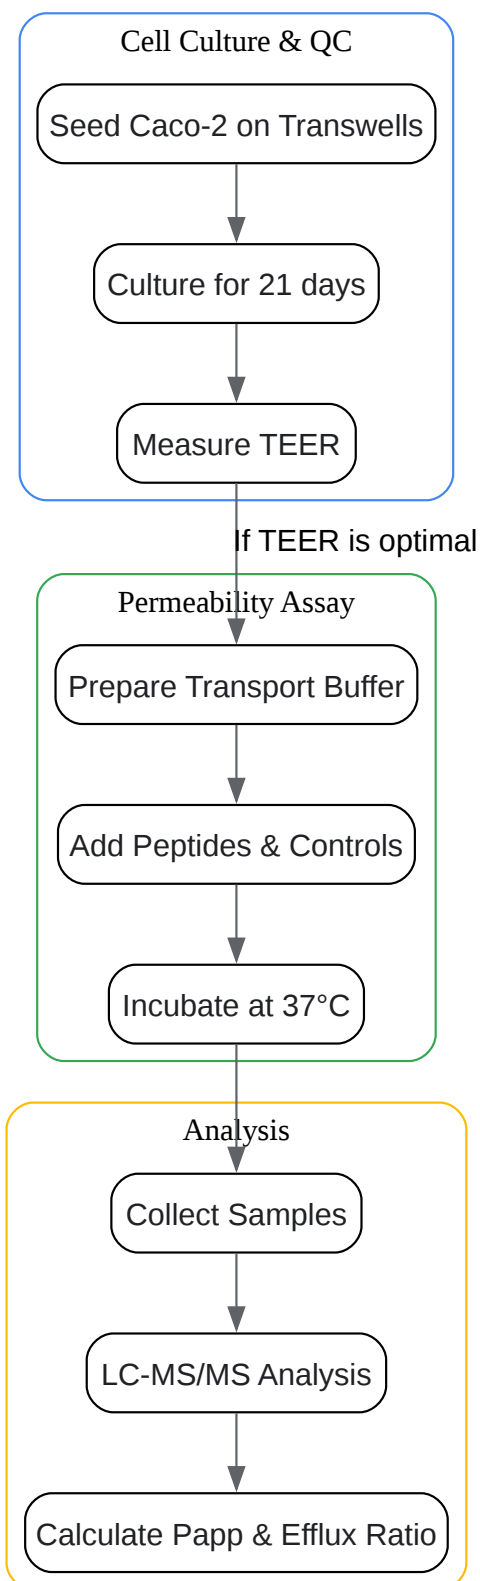 Cell Culture & QC
Seed Caco-2 on Transwells
Culture for 21 days
Measure TEER
If TEER is optimal
Permeability Assay
Prepare Transport Buffer
Add Peptides & Controls
Incubate at 37°C
Analysis
Collect Samples
LC-MS/MS Analysis
Calculate Papp & Efflux Ratio